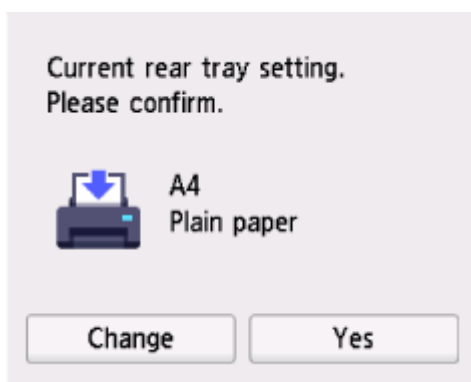 Current rear tray setting.
Please confirm.
A4
Plain paper
Change
Yes